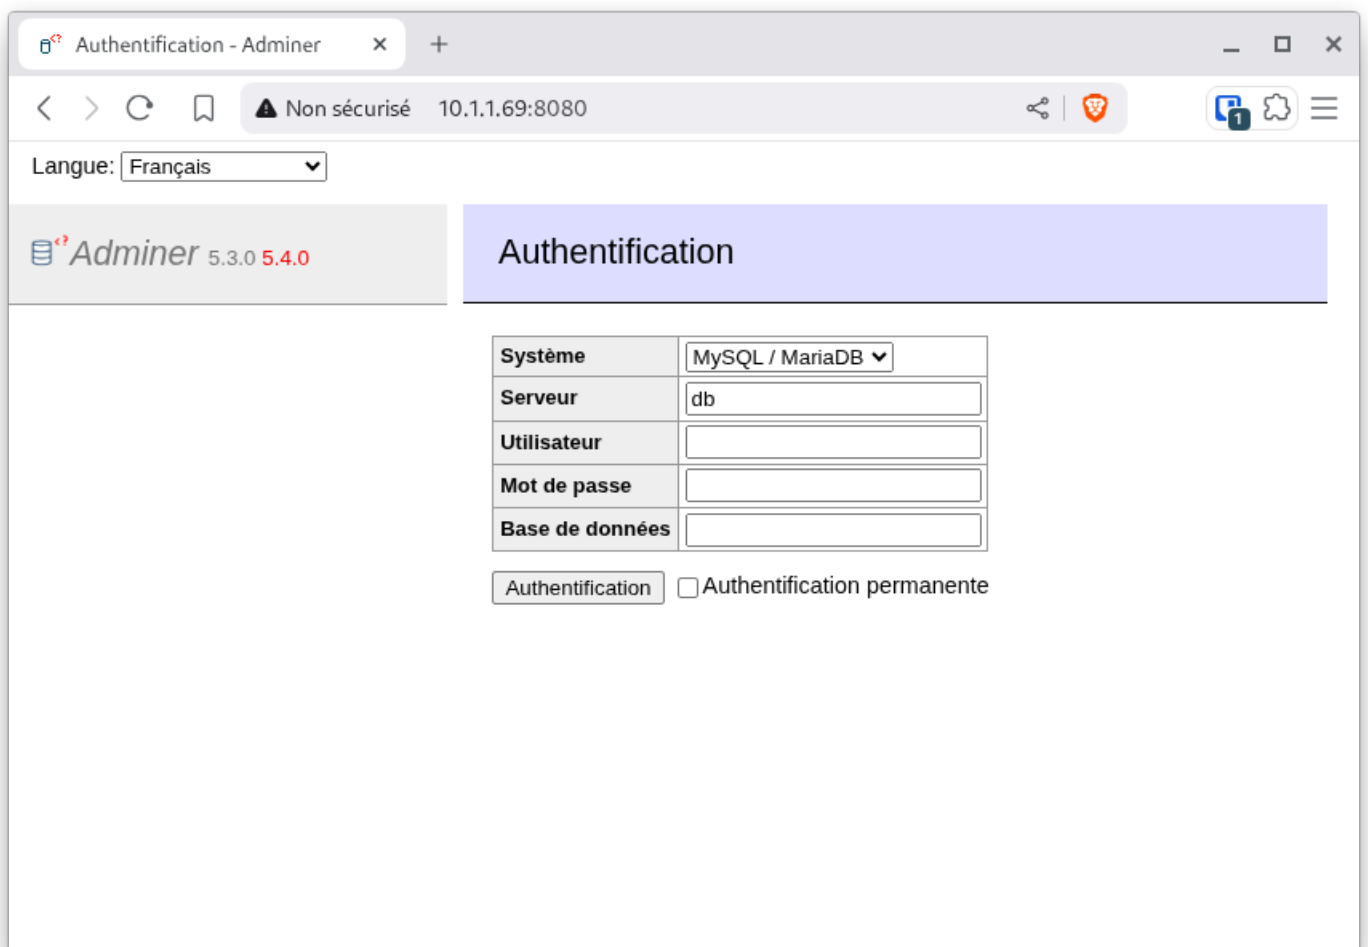 Authentification - Adminer
Non sécurisé 10.1.1.69:8080
1
Langue: Français
Adminer 5.3.0 5.4.0
Authentification
Système MySQL / MariaDB
Serveur db
Utilisateur
Mot de passe
Base de données
Authentification Authentification permanente